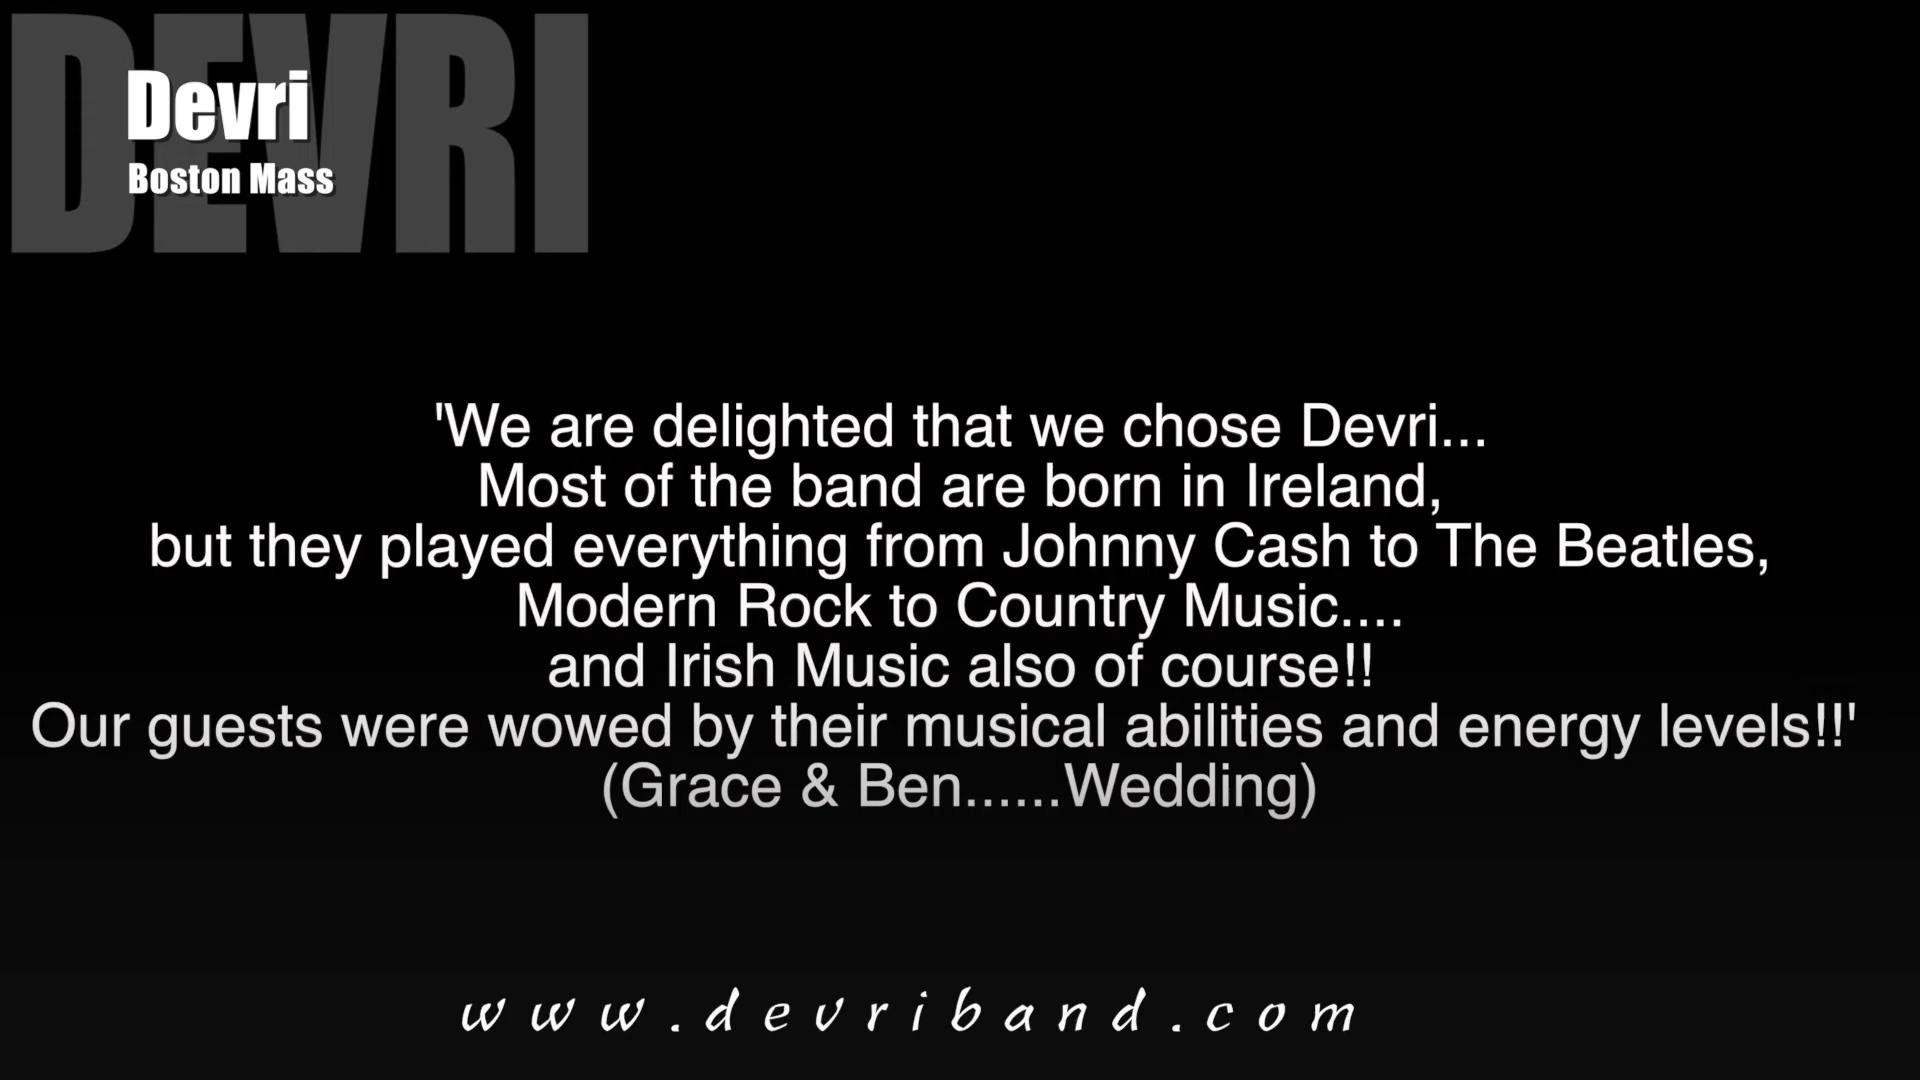 DEVRI
Devri
Boston Mass
'We are delighted that we chose Devri...
Most of the band are born in Ireland,
but they played everything from Johnny Cash to The Beatles,
Modern Rock to Country Music....
and Irish Music also of course!!
Our guests were wowed by their musical abilities and energy levels!!'
(Grace & Ben......Wedding)
www.devriband.com